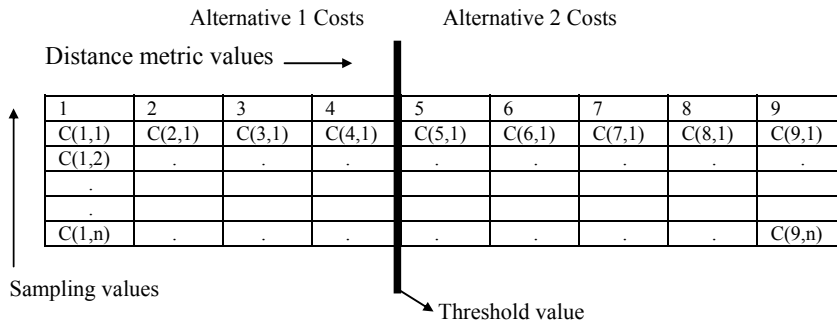 Alternative 1 Costs Alternative 2 Costs
Distance metric values
1 2 3 4 5 6 7 8 9
C(1,1) C(2,1) C(3,1) C(4,1) C(5,1) C(6,1) C(7,1) C(8,1) C(9,1)
C(1,2) . . . . . . . .
.
.
C(1,n) . . . . . . . C(9,n)
Sampling values
Threshold value